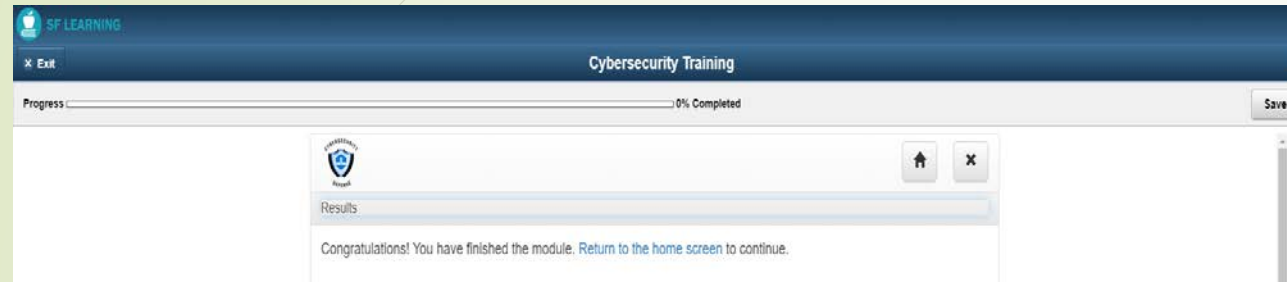 SF LEARNING
× Exit
Cybersecurity Training
Progress
0% Completed
Save
CYBERSECURITY
Results
Congratulations! You have finished the module. Return to the home screen to continue.